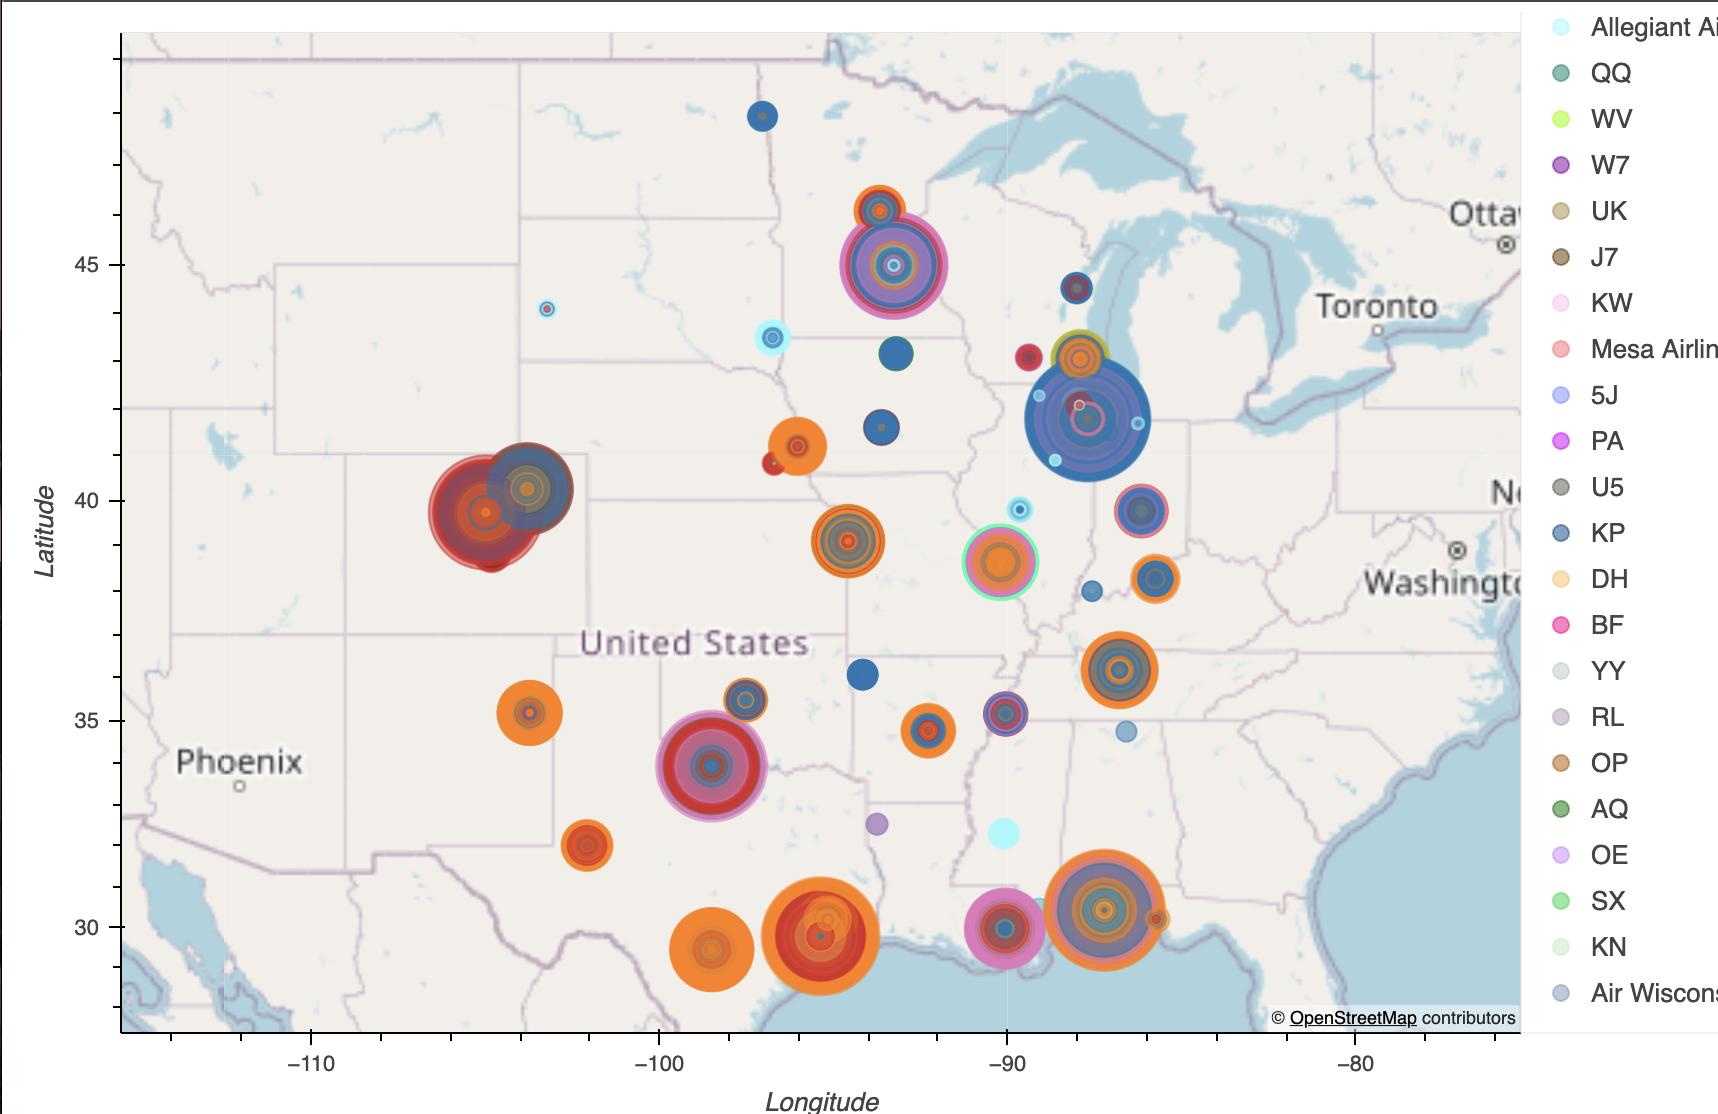 Allegiant Ai
QQ
WV
W7
UK
J7
KW
Mesa Airlin
5J
PA
U5
KP
DH
BF
YY
RL
OP
AQ
OE
SX
KN
Air Wiscons
Otta
Toronto
Ne
Washingto
United States
Phoenix
45
40
35
30
Latitude
© OpenStreetMap contributors
−110
−100
−90
−80
Longitude